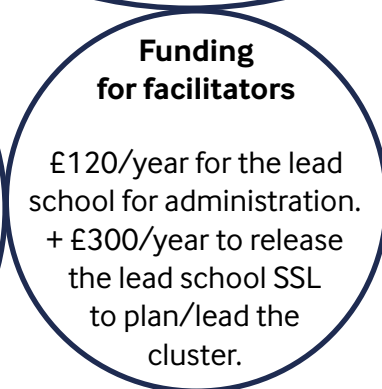 Funding
for facilitators
£120/year for the lead
school for administration.
+ £300/year to release
the lead school SSL
to plan/lead the
cluster.